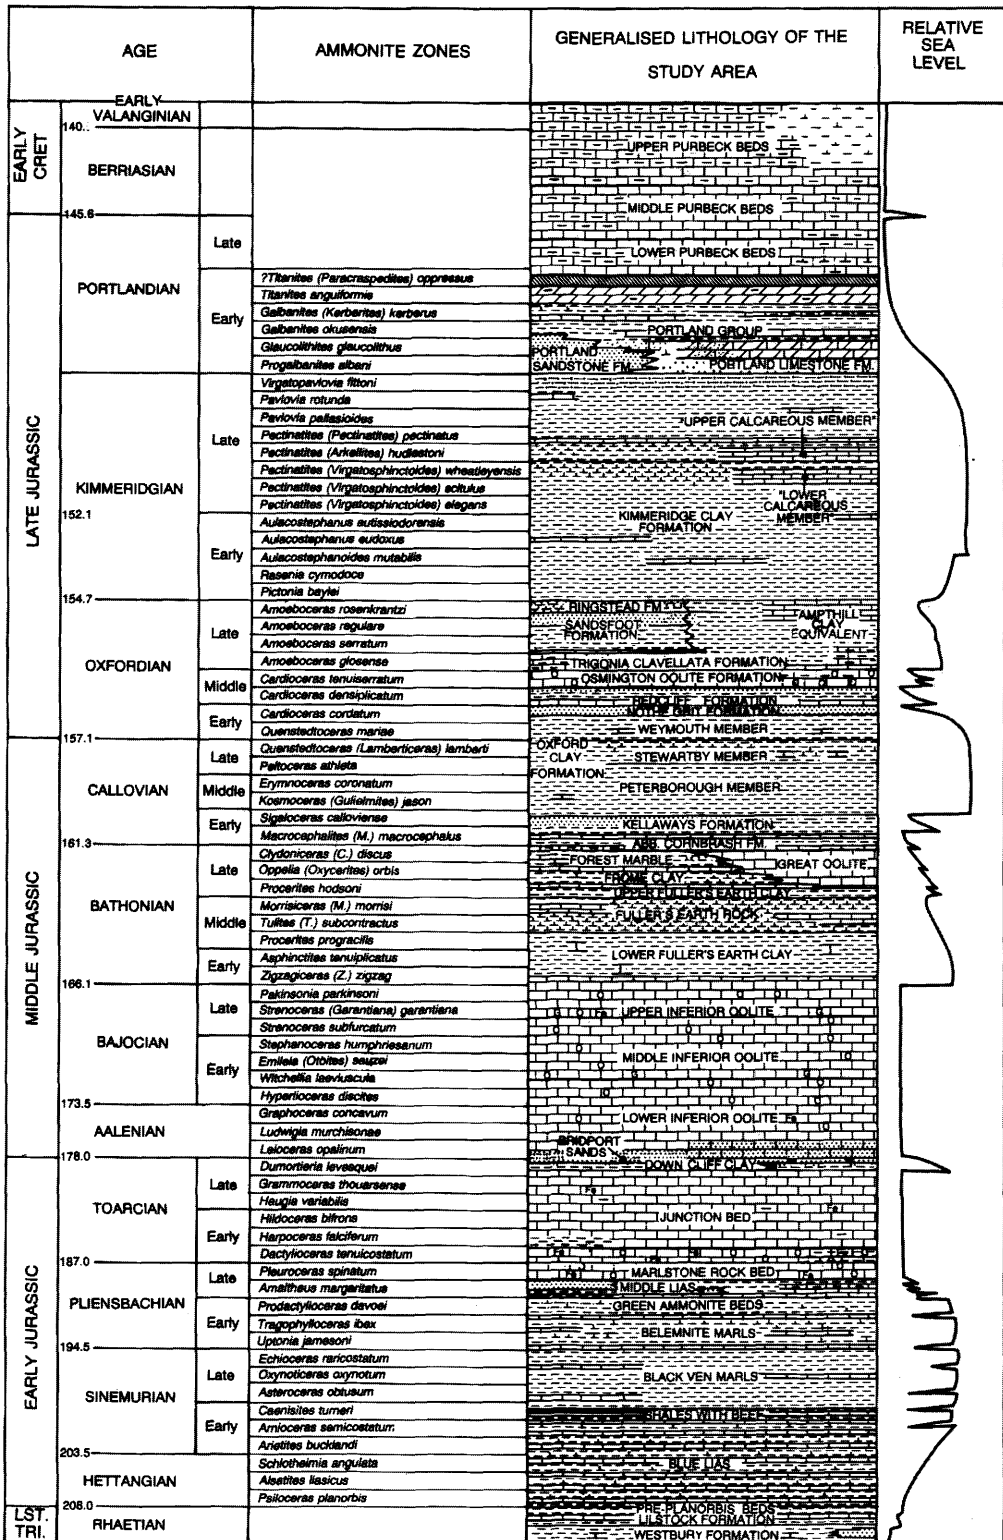 AGE
AMMONITE ZONES
GENERALISED LITHOLOGY OF THE
STUDY AREA
RELATIVE
SEA
LEVEL
EARLY
CRET
LATE JURASSIC
MIDDLE JURASSIC
EARLY JURASSIC
LST.
TRI.
EARLY
VALANGINIAN
140.
BERRIASIAN
145.6
PORTLANDIAN
Late
Early
KIMMERIDGIAN
Late
152.1
Early
154.7
OXFORDIAN
Late
Middle
Early
157.1
CALLOVIAN
Late
Middle
Early
161.3
BATHONIAN
Late
Middle
Early
166.1
BAJOCIAN
Late
Early
173.5
AALENIAN
178.0
TOARCIAN
Late
Early
187.0
PLIENSBACHIAN
Late
Early
194.5
SINEMURIAN
Late
Early
203.5
HETTANGIAN
208.0
RHAETIAN
?Titanites (Paracraspedites) oppressus
Titanites anguiformis
Galbanites (Kerberites) kerberus
Galbanites okusensis
Glaucolithites glaucolithus
Progalbanites albani
Virgatopavlovia fittoni
Pavlovia rotunda
Pavlovia pallasioides
Pectinatites (Pectinatites) pectinatus
Pectinatites (Arkellites) hudlestoni
Pectinatites (Virgatosphinctoides) wheatleyensis
Pectinatites (Virgatosphinctoides) scitulus
Pectinatites (Virgatosphinctoides) elegans
Aulacostephanus autissiodorensis
Aulacostephanus eudoxus
Aulacostephanoides mutabilis
Rasenia cymodoce
Pictonia baylei
Amoeboceras rosenkrantzi
Amoeboceras regulare
Amoeboceras serratum
Amoeboceras glosense
Cardioceras tenuiserratum
Cardioceras densiplicatum
Cardioceras cordatum
Quenstedtoceras mariae
Quenstedtoceras (Lamberticeras) lamberti
Peltoceras athleta
Erymnoceras coronatum
Kosmoceras (Gulielmites) jason
Sigaloceras calloviense
Macrocephalites (M.) macrocephalus
Clydoniceras (C.) discus
Oppelia (Oxycerites) orbis
Procerites hodsoni
Morrisiceras (M.) morrisi
Tulites (T.) subcontractus
Procerites progracilis
Asphinctites tenuiplicatus
Zigzagiceras (Z.) zigzag
Pakinsonia parkinsoni
Strenoceras (Garantiana) garantiana
Strenoceras subfurcatum
Stephanoceras humphriesanum
Emileia (Otoites) sauzei
Witchellia laeviuscula
Hyperlioceras discites
Graphoceras concavum
Ludwigia murchisonae
Leioceras opalinum
Dumortieria levesquei
Grammoceras thouarsense
Haugia variabilis
Hildoceras bifrons
Harpoceras falciferum
Dactylioceras tenuicostatum
Pleuroceras spinatum
Amaltheus margaritatus
Prodactylioceras davoei
Tragophylloceras ibex
Uptonia jamesoni
Echioceras raricostatum
Oxynoticeras oxynotum
Asteroceras obtusum
Caenisites turneri
Arnioceras semicostatum
Arietites bucklandi
Schlotheimia angulata
Alsatites liasicus
Psiloceras planorbis
UPPER PURBECK BEDS
MIDDLE PURBECK BEDS
LOWER PURBECK BEDS
PORTLAND GROUP
PORTLAND
SANDSTONE FM.
PORTLAND LIMESTONE FM.
"UPPER CALCAREOUS MEMBER"
"LOWER
CALCAREOUS
MEMBER"
KIMMERIDGE CLAY
FORMATION
RINGSTEAD FM
SANDSFOOT
FORMATION
AMPTHILL
CLAY
EQUIVALENT
TRIGONIA CLAVELLATA FORMATION
OSMINGTON OOLITE FORMATION
REDCLIFF FORMATION
NOTHE GRIT FORMATION
WEYMOUTH MEMBER
OXFORD
CLAY
FORMATION
STEWARTBY MEMBER
PETERBOROUGH MEMBER
KELLAWAYS FORMATION
ABB. CORNBRASH FM.
FOREST MARBLE
GREAT OOLITE
FROME CLAY
UPPER FULLER'S EARTH CLAY
FULLER'S EARTH ROCK
LOWER FULLER'S EARTH CLAY
UPPER INFERIOR OOLITE
MIDDLE INFERIOR OOLITE
LOWER INFERIOR OOLITE
BRIDPORT
SANDS
DOWN CLIFF CLAY
JUNCTION BED
MARLSTONE ROCK BED
MIDDLE LIAS
GREEN AMMONITE BEDS
BELEMNITE MARLS
BLACK VEN MARLS
SHALES WITH BEEF
BLUE LIAS
PRE-PLANORBIS BEDS
LILSTOCK FORMATION
WESTBURY FORMATION